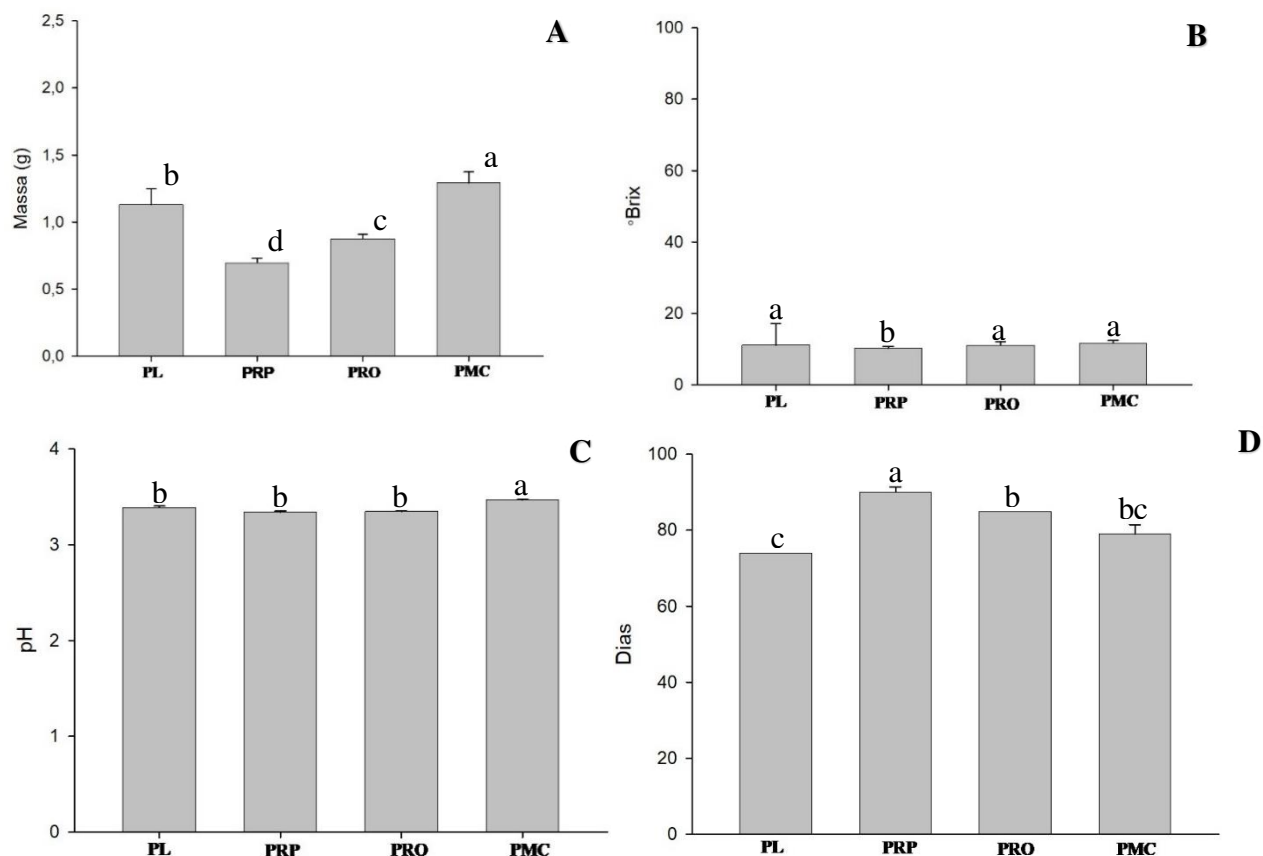 A
Massa (g)
2,5
2,0
1,5
1,0
0,5
0,0
b
d
c
a
PL
PRP
PRO
PMC
B
°Brix
100
80
60
40
20
0
a
b
a
a
PL
PRP
PRO
PMC
C
pH
4
3
2
1
0
b
b
b
a
PL
PRP
PRO
PMC
D
Dias
100
80
60
40
20
0
c
a
b
bc
PL
PRP
PRO
PMC